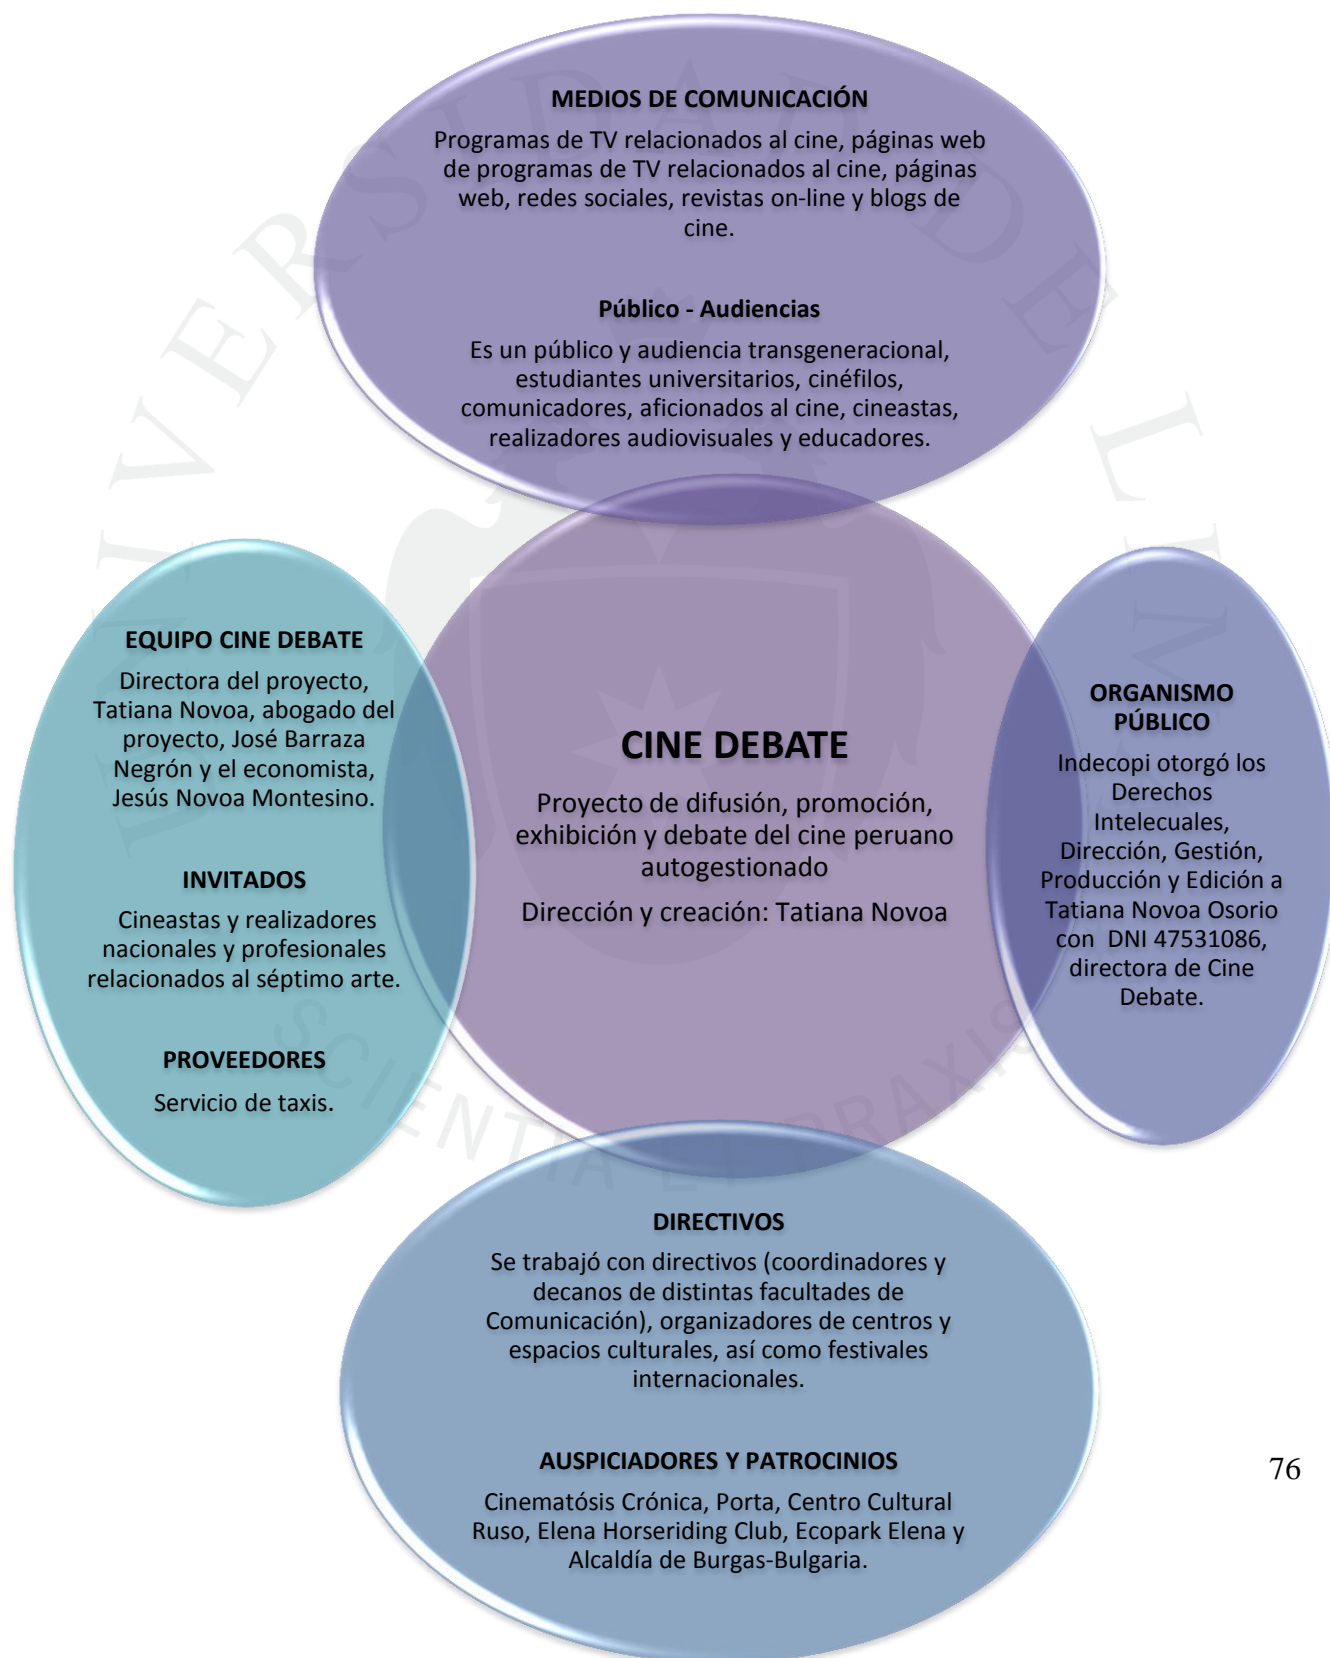 MEDIOS DE COMUNICACIÓN
Programas de TV relacionados al cine, páginas web
de programas de TV relacionados al cine, páginas
web, redes sociales, revistas on-line y blogs de
cine.
Público - Audiencias
Es un público y audiencia transgeneracional,
estudiantes universitarios, cinéfilos,
comunicadores, aficionados al cine, cineastas,
realizadores audiovisuales y educadores.
EQUIPO CINE DEBATE
Directora del proyecto,
Tatiana Novoa, abogado del
proyecto, José Barraza
Negrón y el economista,
Jesús Novoa Montesino.
INVITADOS
Cineastas y realizadores
nacionales y profesionales
relacionados al séptimo arte.
PROVEEDORES
Servicio de taxis.
CINE DEBATE
Proyecto de difusión, promoción,
exhibición y debate del cine peruano
autogestionado
Dirección y creación: Tatiana Novoa
ORGANISMO
PÚBLICO
Indecopi otorgó los
Derechos
Intelecuales,
Dirección, Gestión,
Producción y Edición a
Tatiana Novoa Osorio
con DNI 47531086,
directora de Cine
Debate.
DIRECTIVOS
Se trabajó con directivos (coordinadores y
decanos de distintas facultades de
Comunicación), organizadores de centros y
espacios culturales, así como festivales
internacionales.
AUSPICIADORES Y PATROCINIOS
Cinematósis Crónica, Porta, Centro Cultural
Ruso, Elena Horseriding Club, Ecopark Elena y
Alcaldía de Burgas-Bulgaria.
76
UNIVERSIDAD DE LIMA
SCIENTIA ET PRAXIS